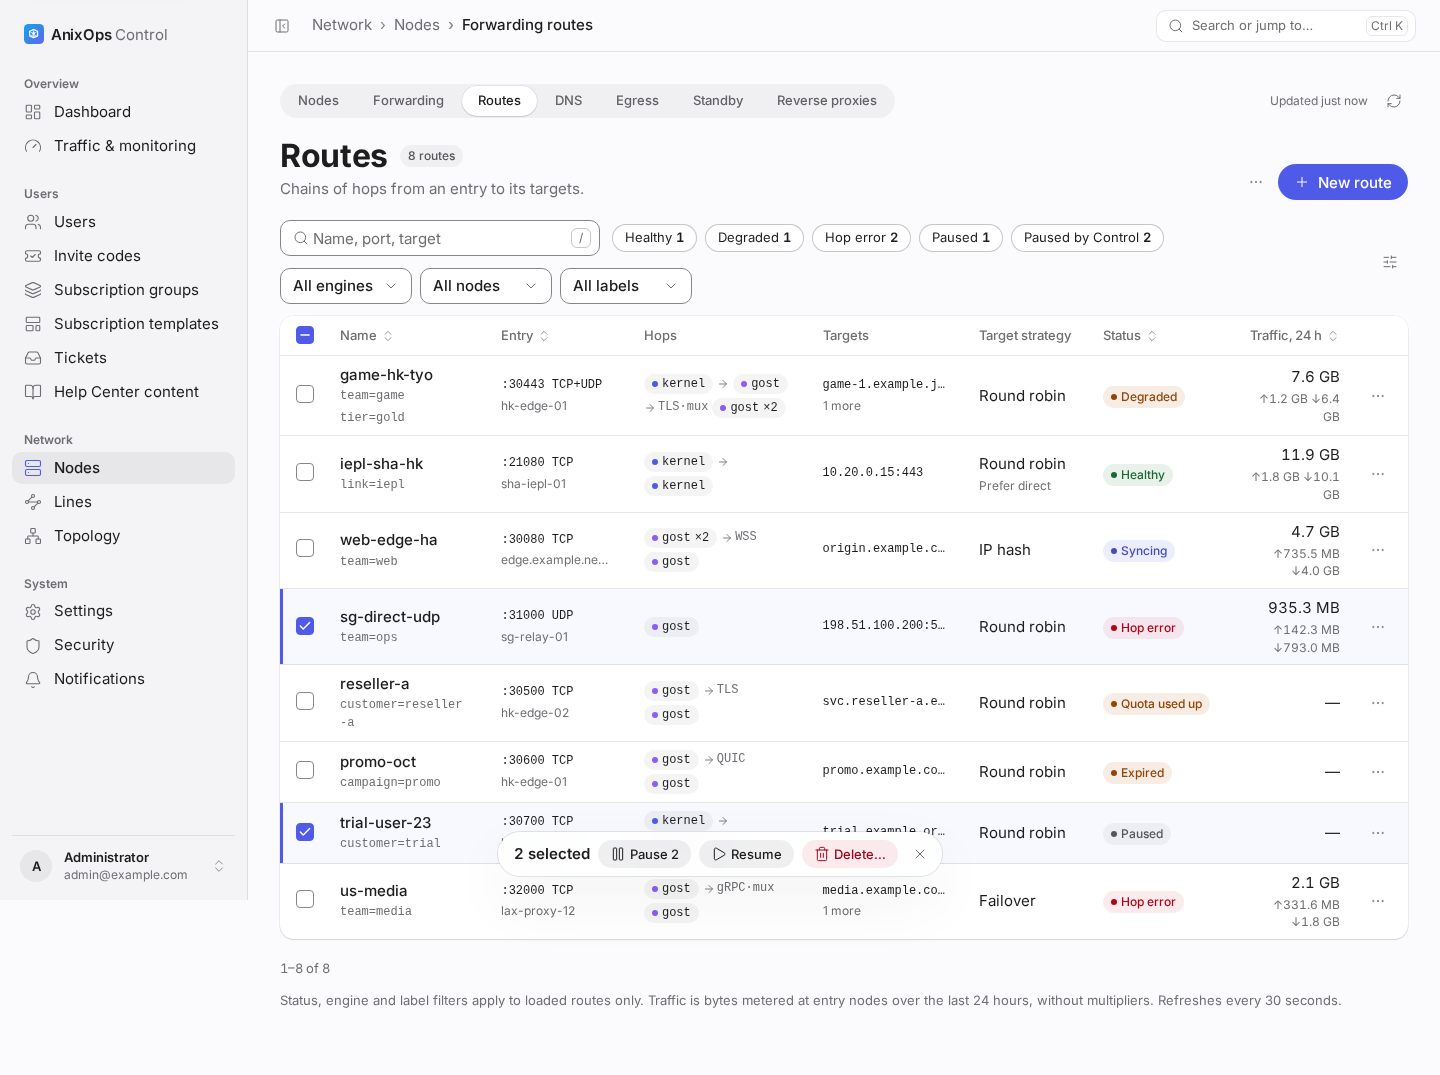 AnixOps Control
Overview
Dashboard
Traffic & monitoring
Users
Users
Invite codes
Subscription groups
Subscription templates
Tickets
Help Center content
Network
Nodes
Lines
Topology
System
Settings
Security
Notifications
A
Administrator
admin@example.com
Network › Nodes › Forwarding routes
Search or jump to… Ctrl K
Nodes Forwarding Routes DNS Egress Standby Reverse proxies
Updated just now
Routes 8 routes
Chains of hops from an entry to its targets.
New route
Name, port, target /
Healthy 1 Degraded 1 Hop error 2 Paused 1 Paused by Control 2
All engines All nodes All labels
Name Entry Hops Targets Target strategy Status Traffic, 24 h
game-hk-tyo
team=game
tier=gold
:30443 TCP+UDP
hk-edge-01
kernel → gost
→ TLS·mux gost ×2
game-1.example.j…
1 more
Round robin
Degraded
7.6 GB
↑1.2 GB ↓6.4
GB
iepl-sha-hk
link=iepl
:21080 TCP
sha-iepl-01
kernel →
kernel
10.20.0.15:443
Round robin
Prefer direct
Healthy
11.9 GB
↑1.8 GB ↓10.1
GB
web-edge-ha
team=web
:30080 TCP
edge.example.ne…
gost ×2 → WSS
gost
origin.example.c…
IP hash
Syncing
4.7 GB
↑735.5 MB
↓4.0 GB
sg-direct-udp
team=ops
:31000 UDP
sg-relay-01
gost
198.51.100.200:5…
Round robin
Hop error
935.3 MB
↑142.3 MB
↓793.0 MB
reseller-a
customer=reseller
-a
:30500 TCP
hk-edge-02
gost → TLS
gost
svc.reseller-a.e…
Round robin
Quota used up
—
promo-oct
campaign=promo
:30600 TCP
hk-edge-01
gost → QUIC
gost
promo.example.co…
Round robin
Expired
—
trial-user-23
customer=trial
:30700 TCP
kernel →
trial.example.or…
Round robin
Paused
—
2 selected Pause 2 Resume Delete…
us-media
team=media
:32000 TCP
lax-proxy-12
gost → gRPC·mux
gost
media.example.co…
1 more
Failover
Hop error
2.1 GB
↑331.6 MB
↓1.8 GB
1–8 of 8
Status, engine and label filters apply to loaded routes only. Traffic is bytes metered at entry nodes over the last 24 hours, without multipliers. Refreshes every 30 seconds.